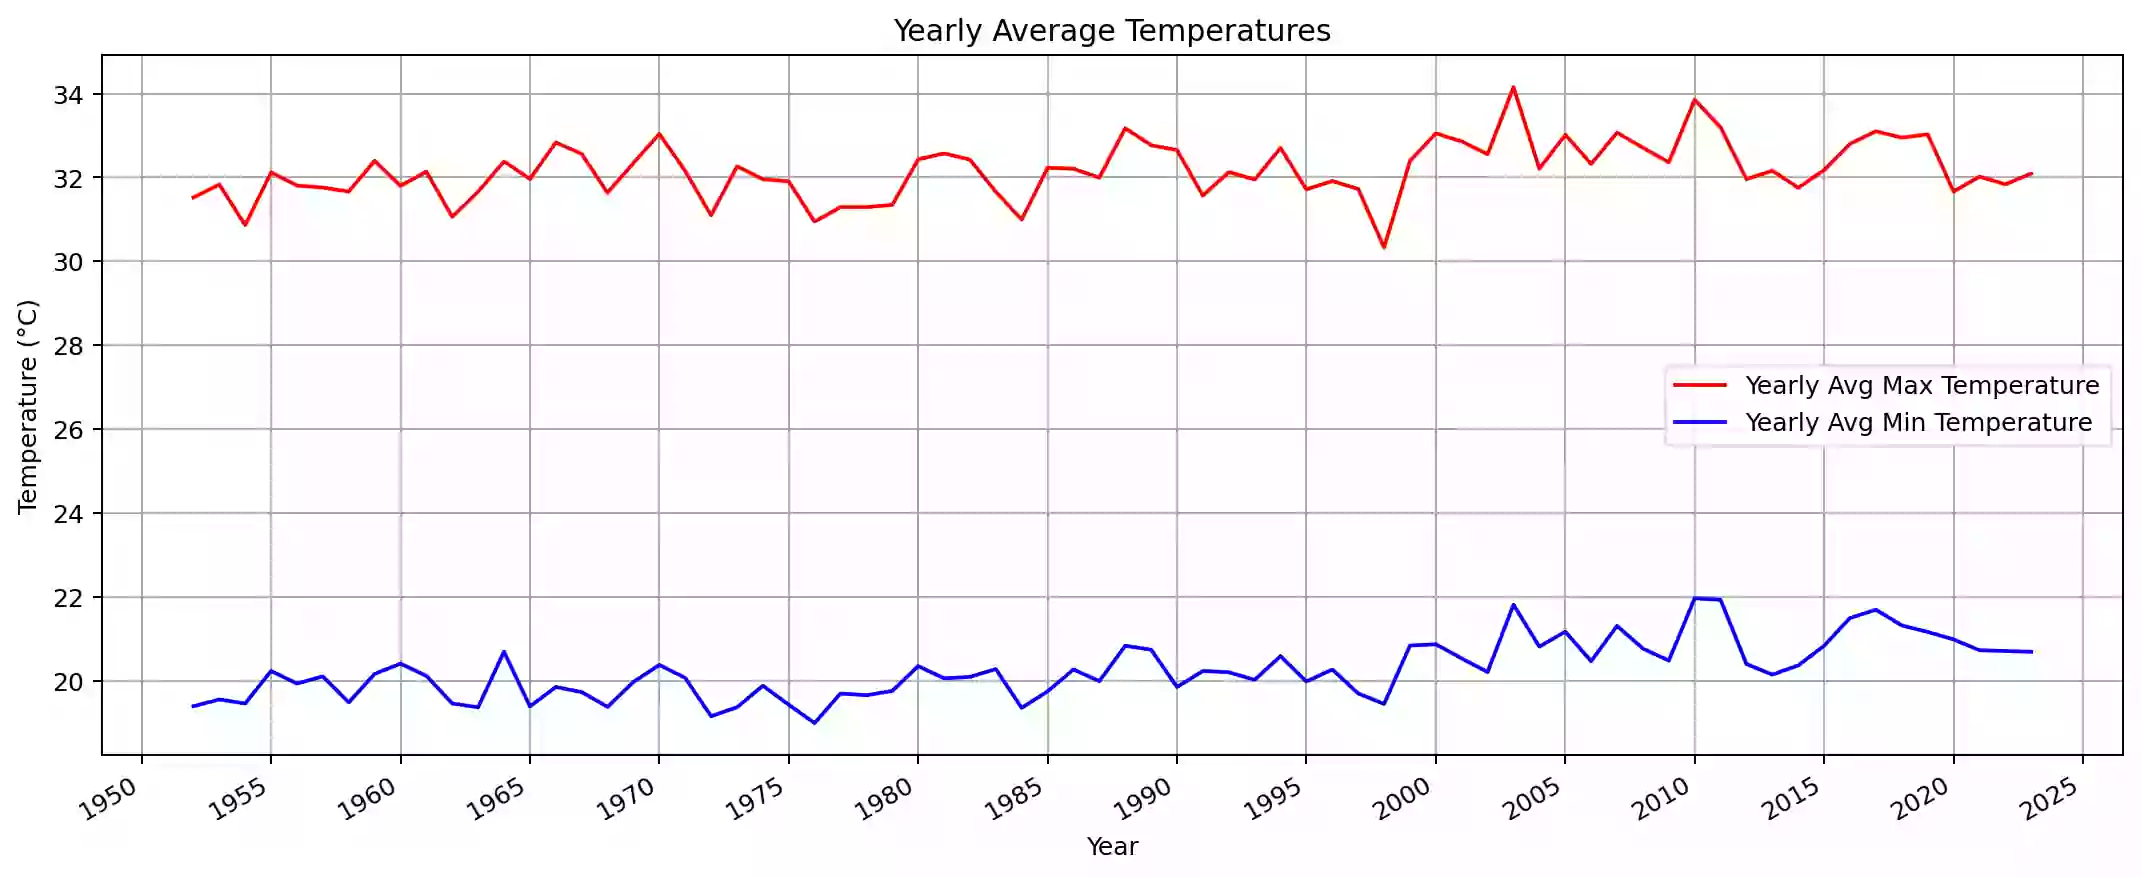 Yearly Average Temperatures
34
32
30
28
26
24
22
20
Temperature (°C)
Yearly Avg Max Temperature
Yearly Avg Min Temperature
1950 1955 1960 1965 1970 1975 1980 1985 1990 1995 2000 2005 2010 2015 2020 2025
Year